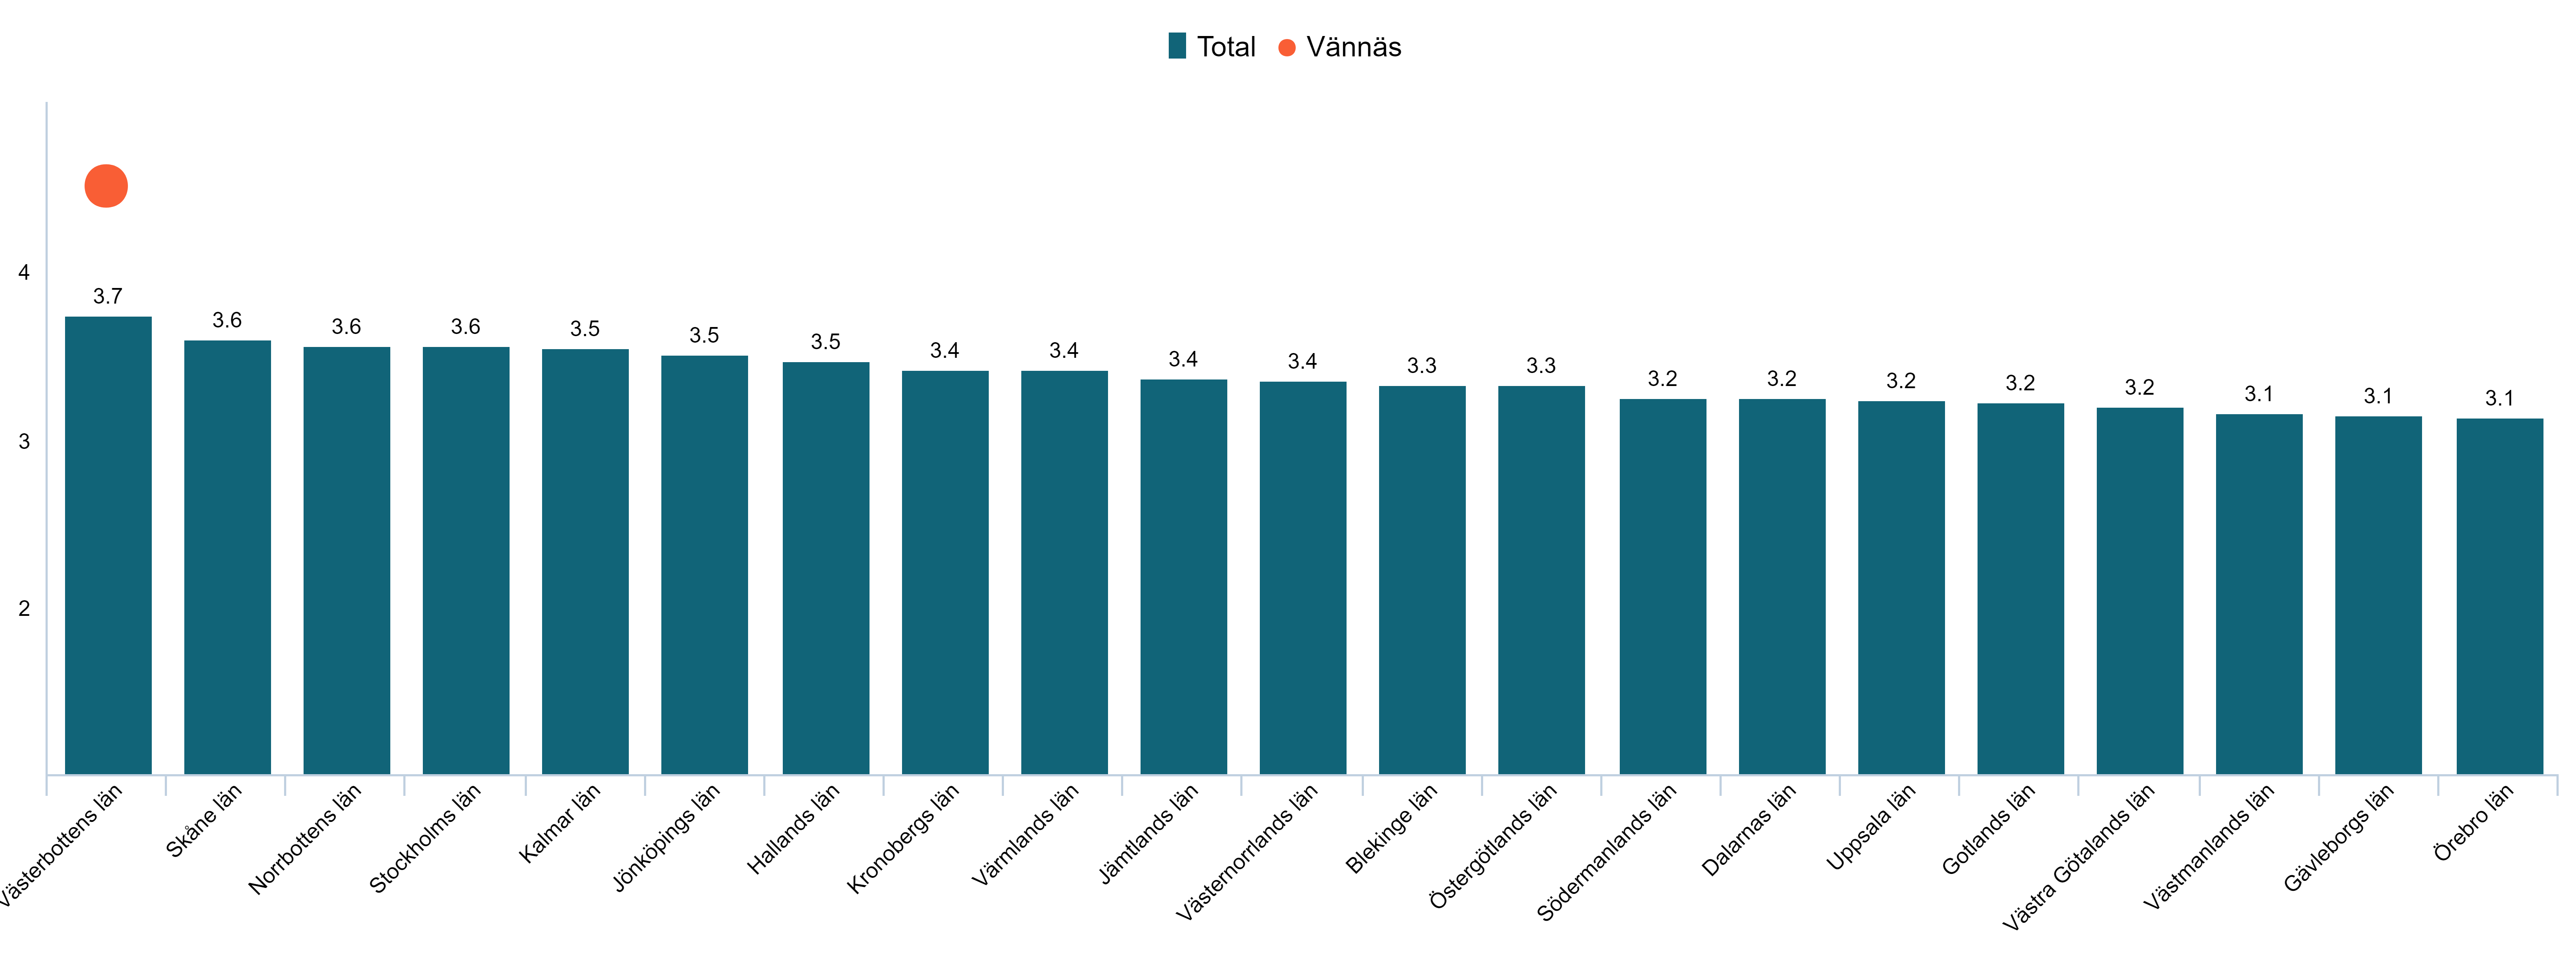 Total Vännäs
4
3
2
3.7
3.6
3.6
3.6
3.5
3.5
3.5
3.4
3.4
3.4
3.4
3.3
3.3
3.2
3.2
3.2
3.2
3.2
3.1
3.1
3.1
Västerbottens län
Skåne län
Norrbottens län
Stockholms län
Kalmar län
Jönköpings län
Hallands län
Kronobergs län
Värmlands län
Jämtlands län
Västernorrlands län
Blekinge län
Östergötlands län
Södermanlands län
Dalarnas län
Uppsala län
Gotlands län
Västra Götalands län
Västmanlands län
Gävleborgs län
Örebro län